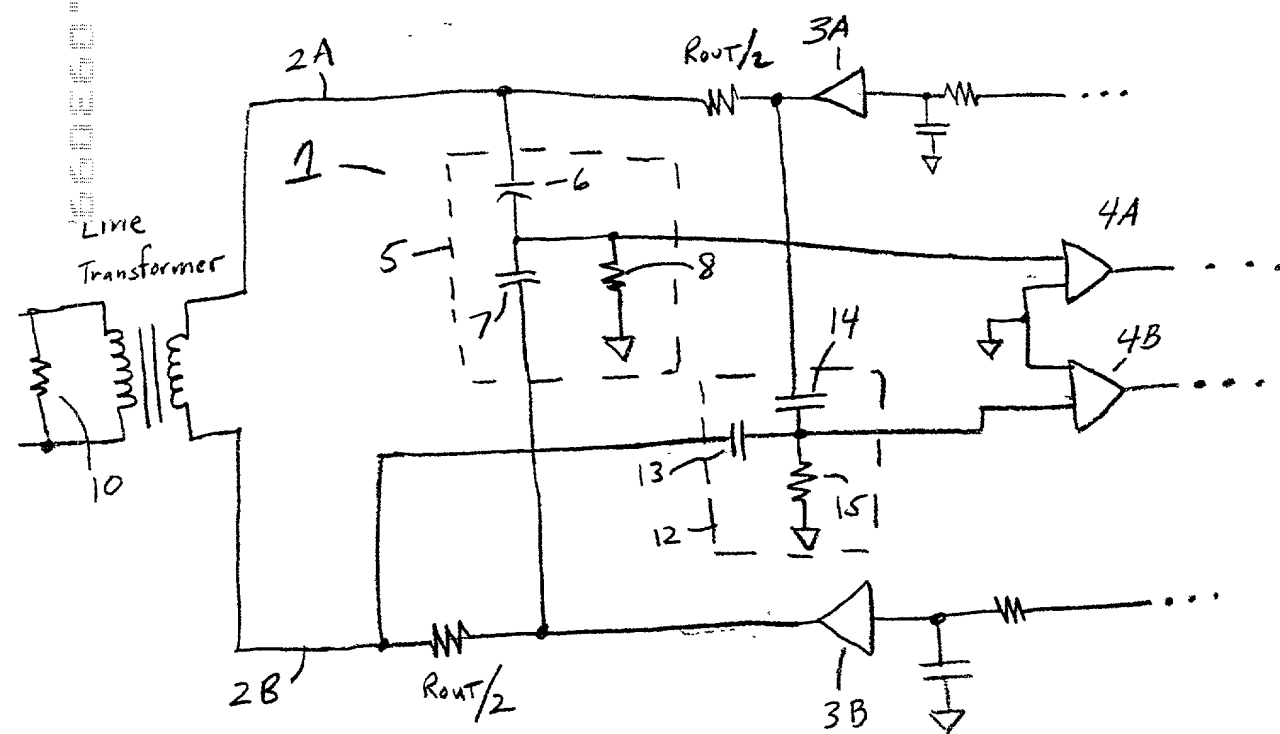 3A
2A
Rout/2
1
6
4A
Line
Transformer
5
8
7
14
4B
13
10
15
12
2B
Rout/2
3B